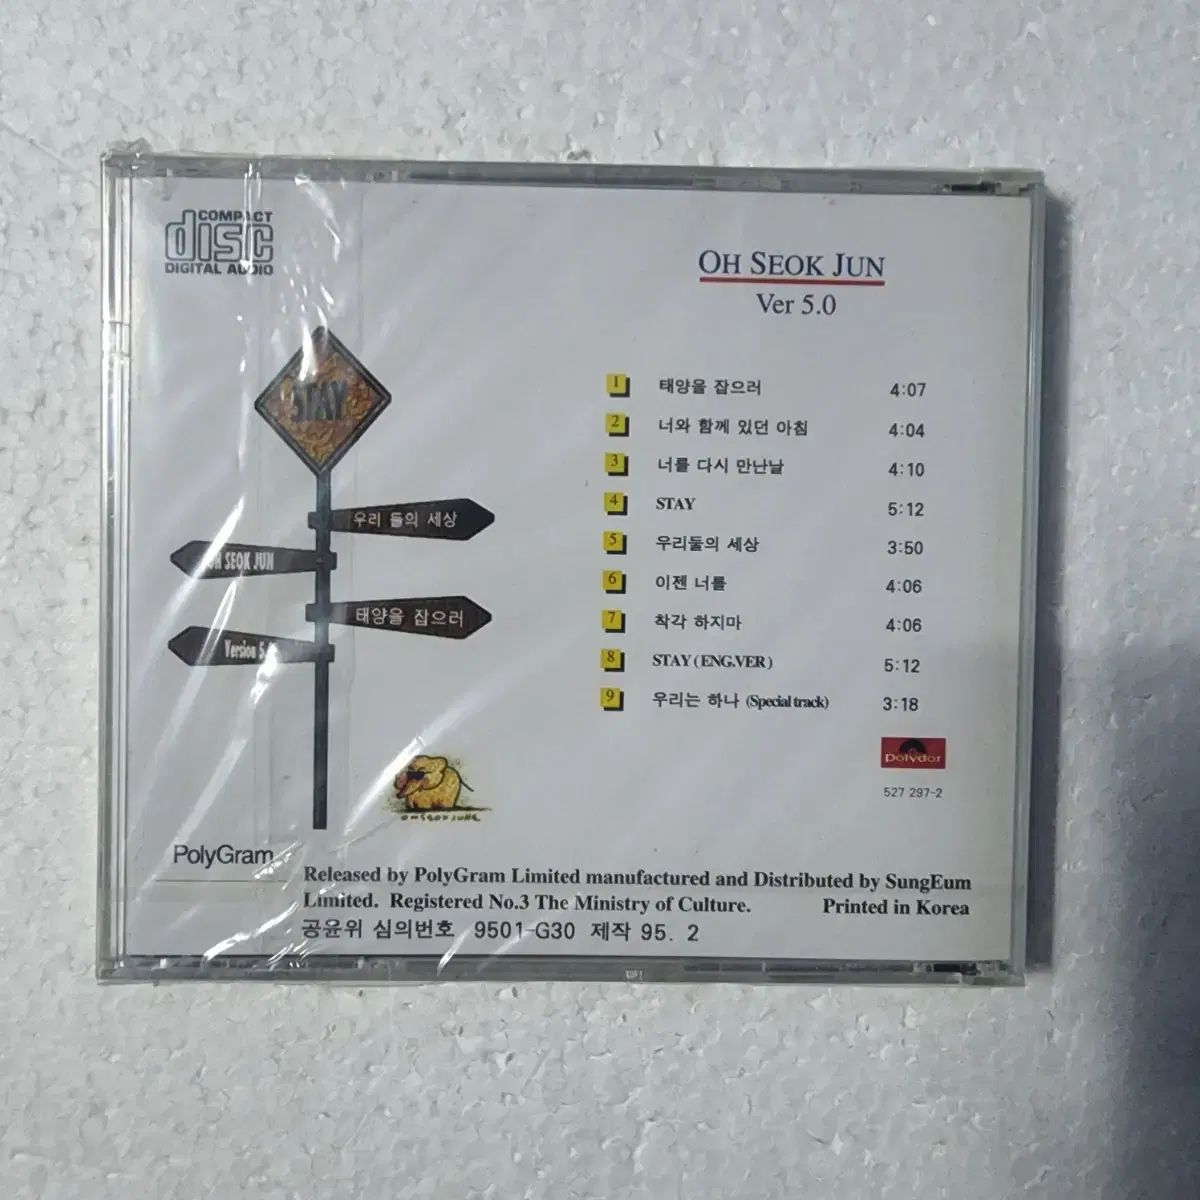 COMPACT
disc
DIGITAL AUDIO
OH SEOK JUN
Ver 5.0
STAY
우리 들의 세상
OH SEOK JUN
태양을 잡으러
Version 5.
1 태양을 잡으러 4:07
2 너와 함께 있던 아침 4:04
3 너를 다시 만난날 4:10
4 STAY 5:12
5 우리둘의 세상 3:50
6 이젠 너를 4:06
7 착각 하지마 4:06
8 STAY (ENG.VER) 5:12
9 우리는 하나 (Special track) 3:18
Polydor
527 297-2
PolyGram
Released by PolyGram Limited manufactured and Distributed by SungEum
Limited. Registered No.3 The Ministry of Culture. Printed in Korea
공윤위 심의번호 9501-G30 제작 95. 2